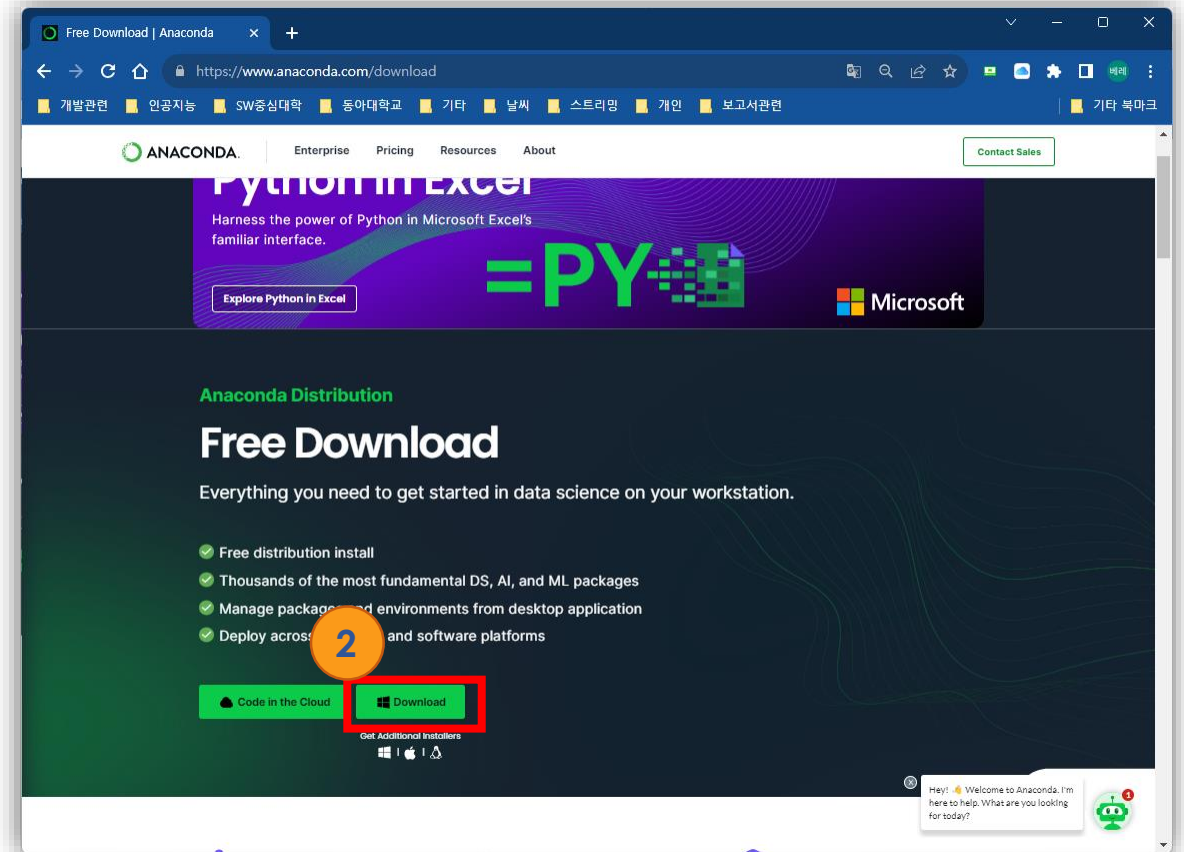 Free Download | Anaconda
https://www.anaconda.com/download
베레
개발관련 인공지능 SW중심대학 동아대학교 기타 날씨 스트리밍 개인 보고서관련 기타 북마크
ANACONDA.
Enterprise Pricing Resources About
Contact Sales
Python in Excel
Harness the power of Python in Microsoft Excel's
familiar interface.
=PY
Explore Python in Excel
Microsoft
Anaconda Distribution
Free Download
Everything you need to get started in data science on your workstation.
Free distribution install
Thousands of the most fundamental DS, AI, and ML packages
Manage packages and environments from desktop application
Deploy across and software platforms
2
Code in the Cloud
Download
Get Additional Installers
Hey! Welcome to Anaconda. I'm
here to help. What are you looking
for today?
1